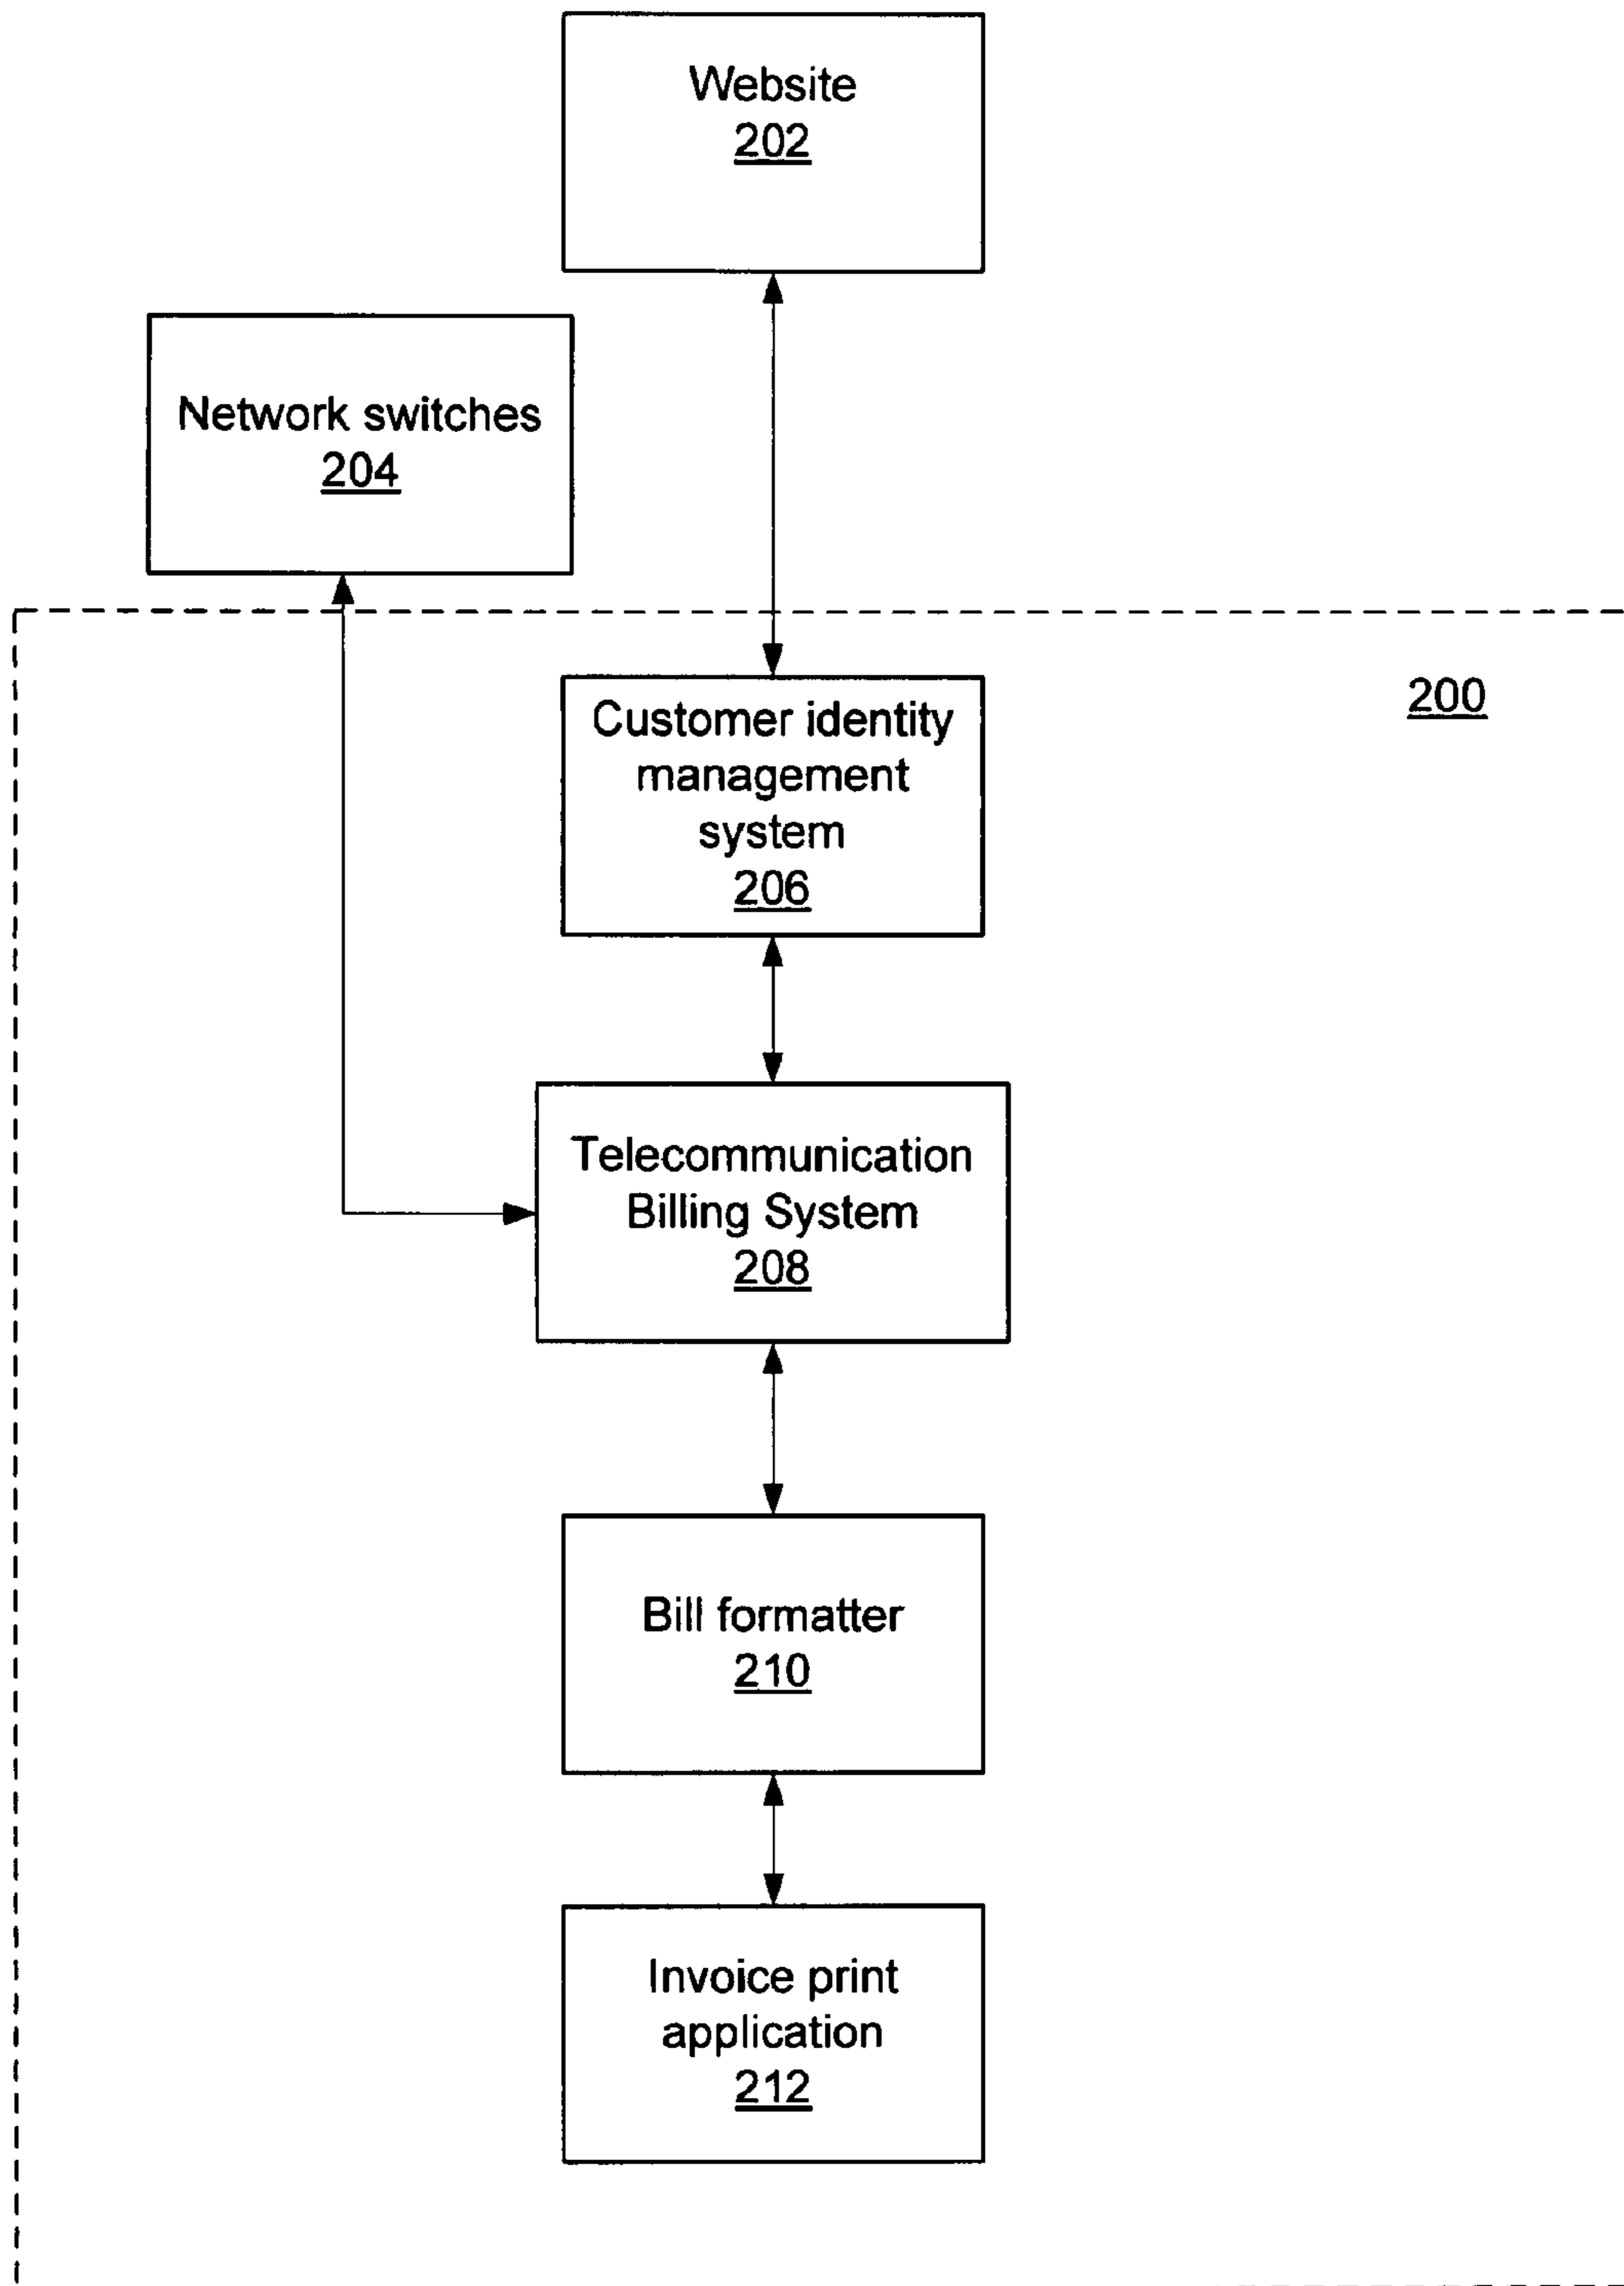 Website
202
Network switches
204
200
Customer identity
management
system
206
Telecommunication
Billing System
208
Bill formatter
210
Invoice print
application
212